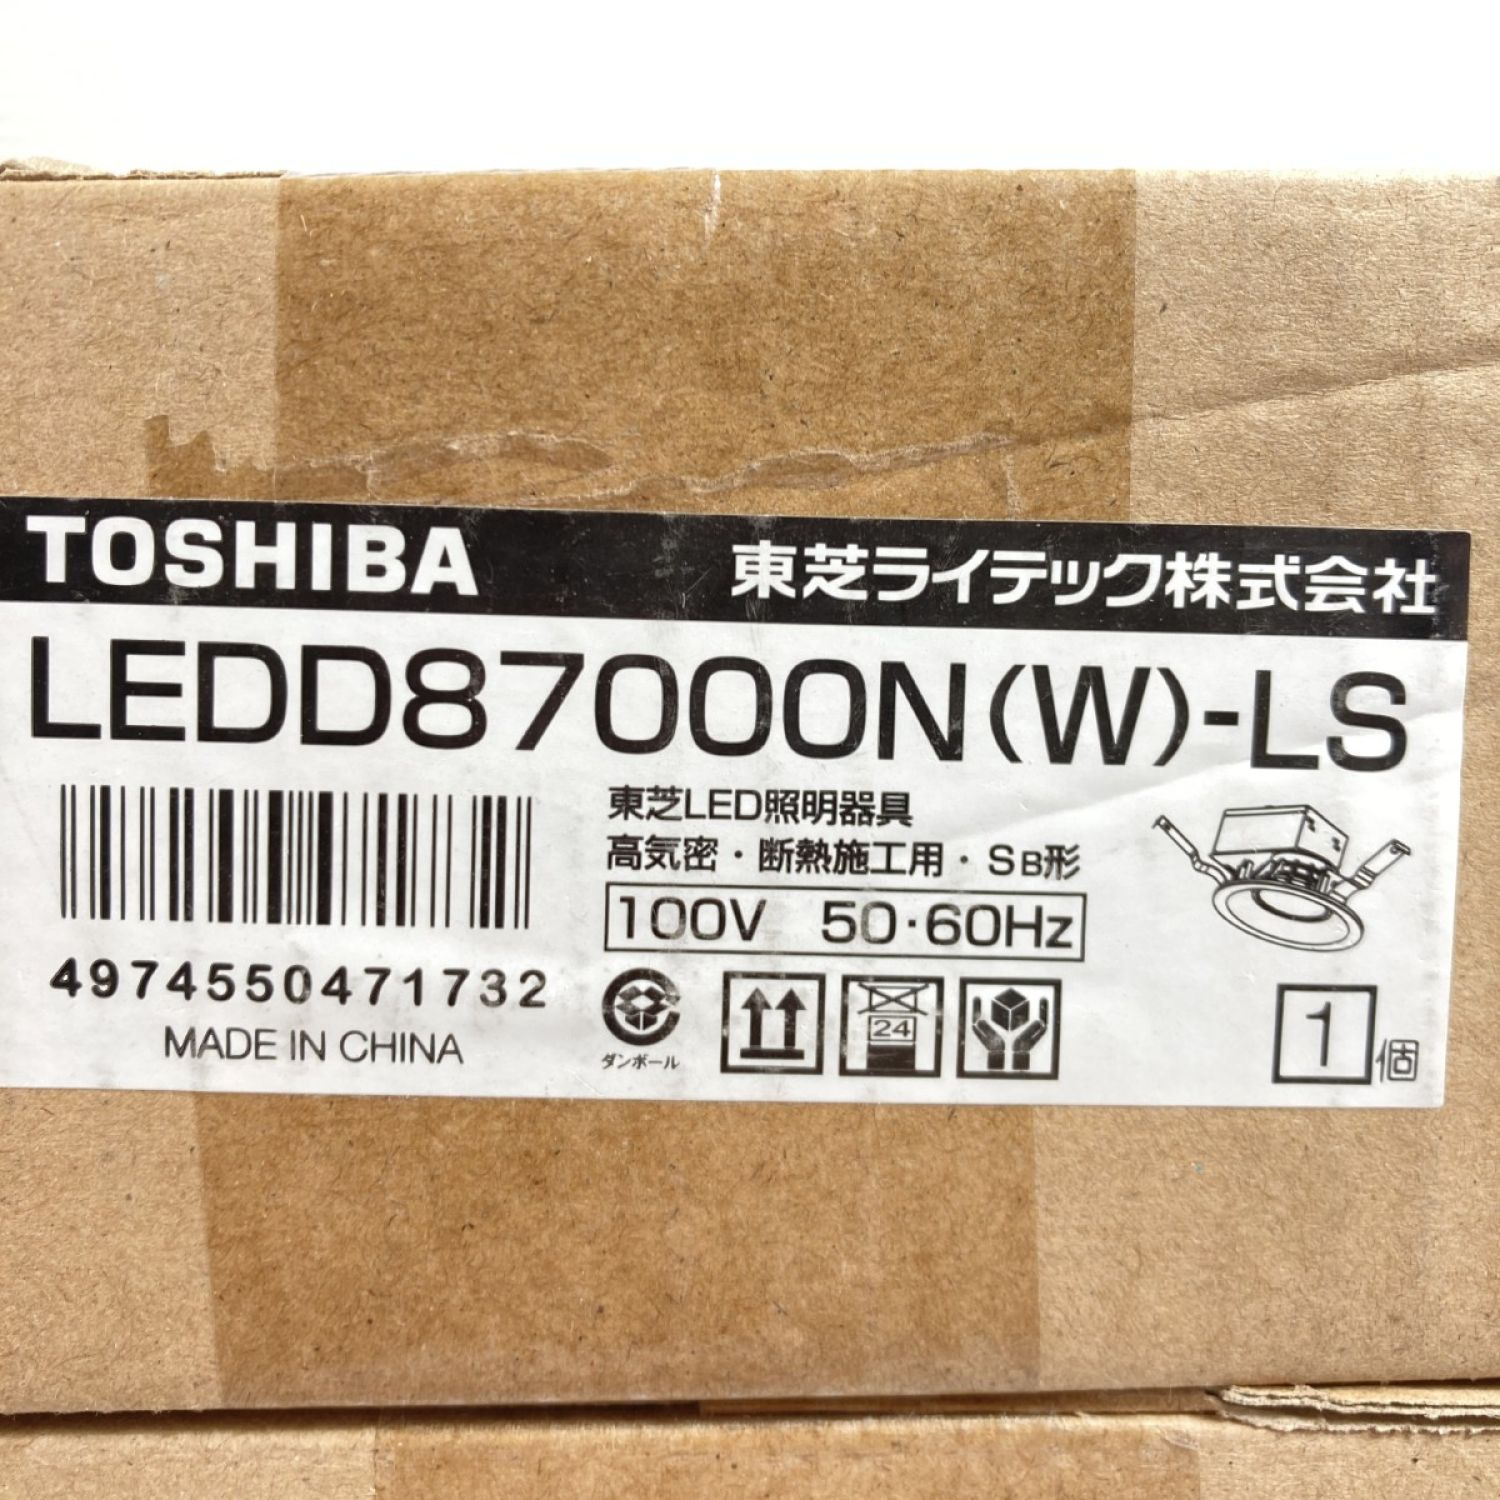 TOSHIBA 東芝ライテック株式会社
LEDD87000N(W)-LS
東芝LED照明器具
高気密・断熱施工用・SB形
100V 50・60Hz
4974550471732
MADE IN CHINA
ダンボール
24
1個